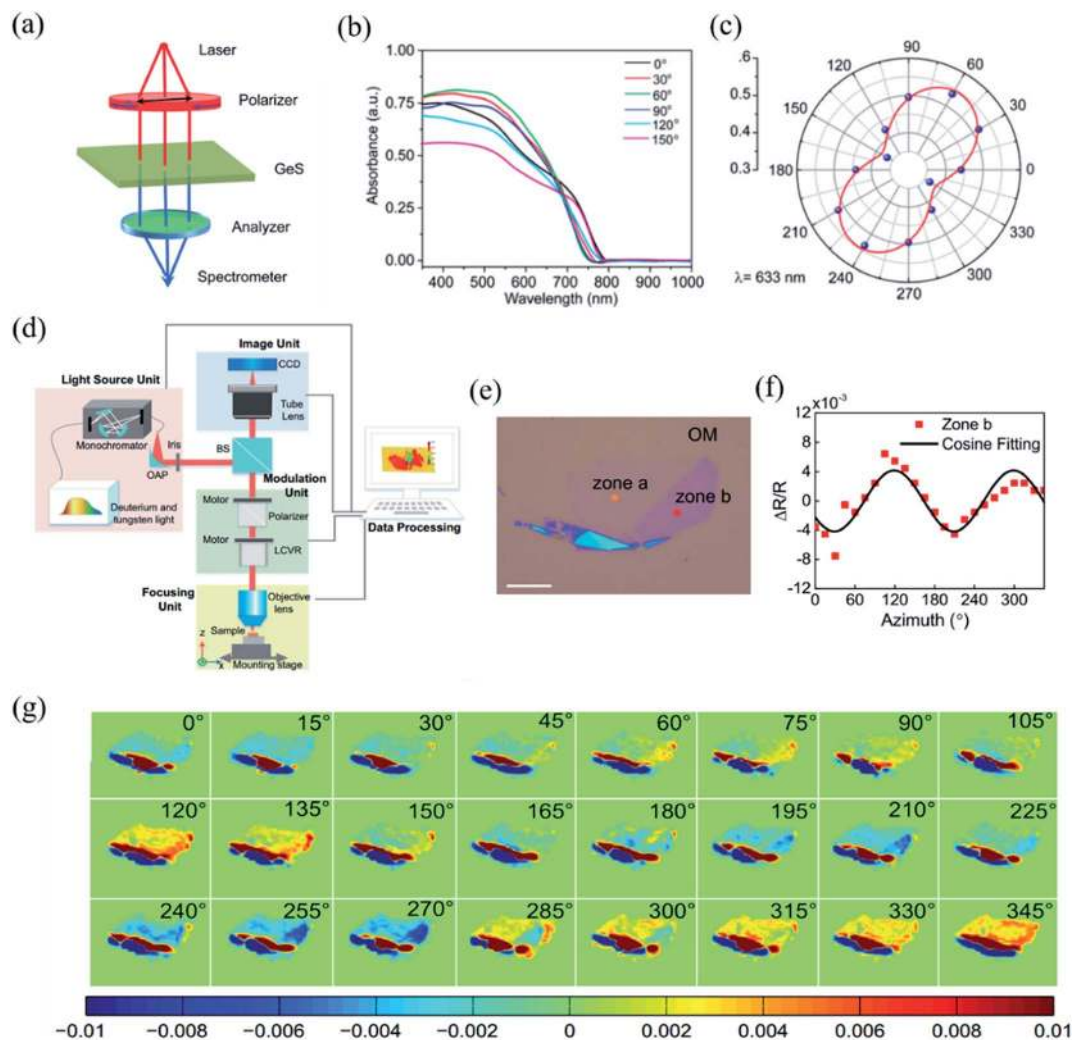 (a)
Laser
Polarizer
GeS
Analyzer
Spectrometer
(b)
1.00
0.75
0.50
0.25
0.00
Absorbance (a.u.)
0°
30°
60°
90°
120°
150°
400 500 600 700 800 900 1000
Wavelength (nm)
(c)
.6
0.5
0.4
0.3
90
120 60
150 30
180 0
210 330
240 300
270
λ= 633 nm
(d)
Light Source Unit
Monochromator
Iris
OAP
Deuterium and
tungsten light
Image Unit
CCD
Tube
Lens
BS
Modulation
Unit
Motor
Polarizer
Motor
LCVR
Data Processing
Focusing
Unit
Objective
lens
Sample
Z
X
Mounting stage
(e)
OM
zone a
zone b
(f)
×10⁻³
12
8
4
0
-4
-8
-12
ΔR/R
Zone b
Cosine Fitting
0 60 120 180 240 300
Azimuth (°)
(g)
0° 15° 30° 45° 60° 75° 90° 105°
120° 135° 150° 165° 180° 195° 210° 225°
240° 255° 270° 285° 300° 315° 330° 345°
−0.01 −0.008 −0.006 −0.004 −0.002 0 0.002 0.004 0.006 0.008 0.01